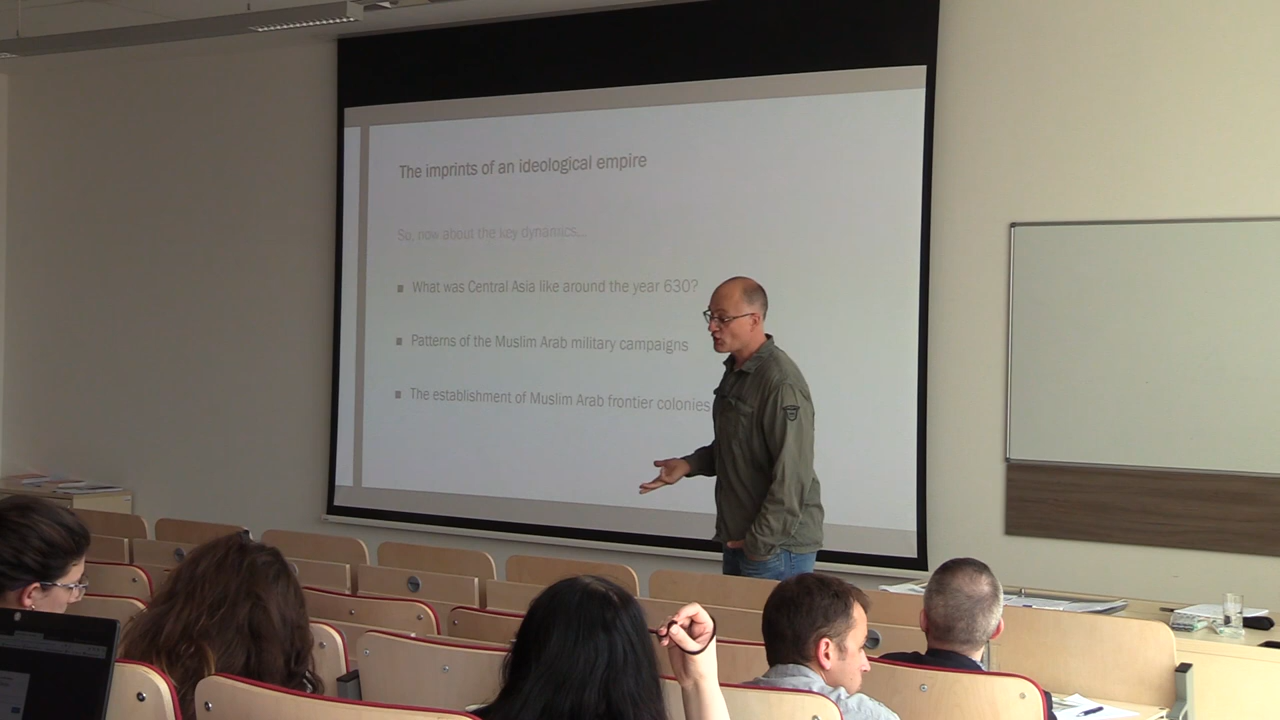 The imprints of an ideological empire
So, now about the key dynamics...
What was Central Asia like around the year 630?
Patterns of the Muslim Arab military campaigns
The establishment of Muslim Arab frontier colonies